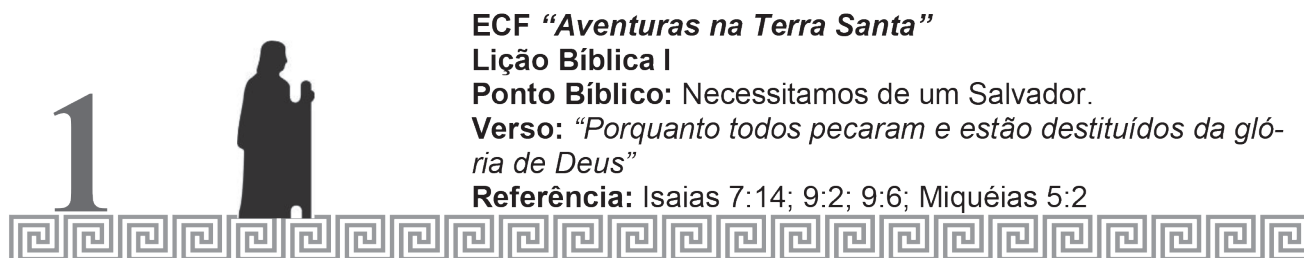 1
ECF “Aventuras na Terra Santa”
Lição Bíblica I
Ponto Bíblico: Necessitamos de um Salvador.
Verso: “Porquanto todos pecaram e estão destituídos da gló-
ria de Deus”
Referência: Isaias 7:14; 9:2; 9:6; Miquéias 5:2